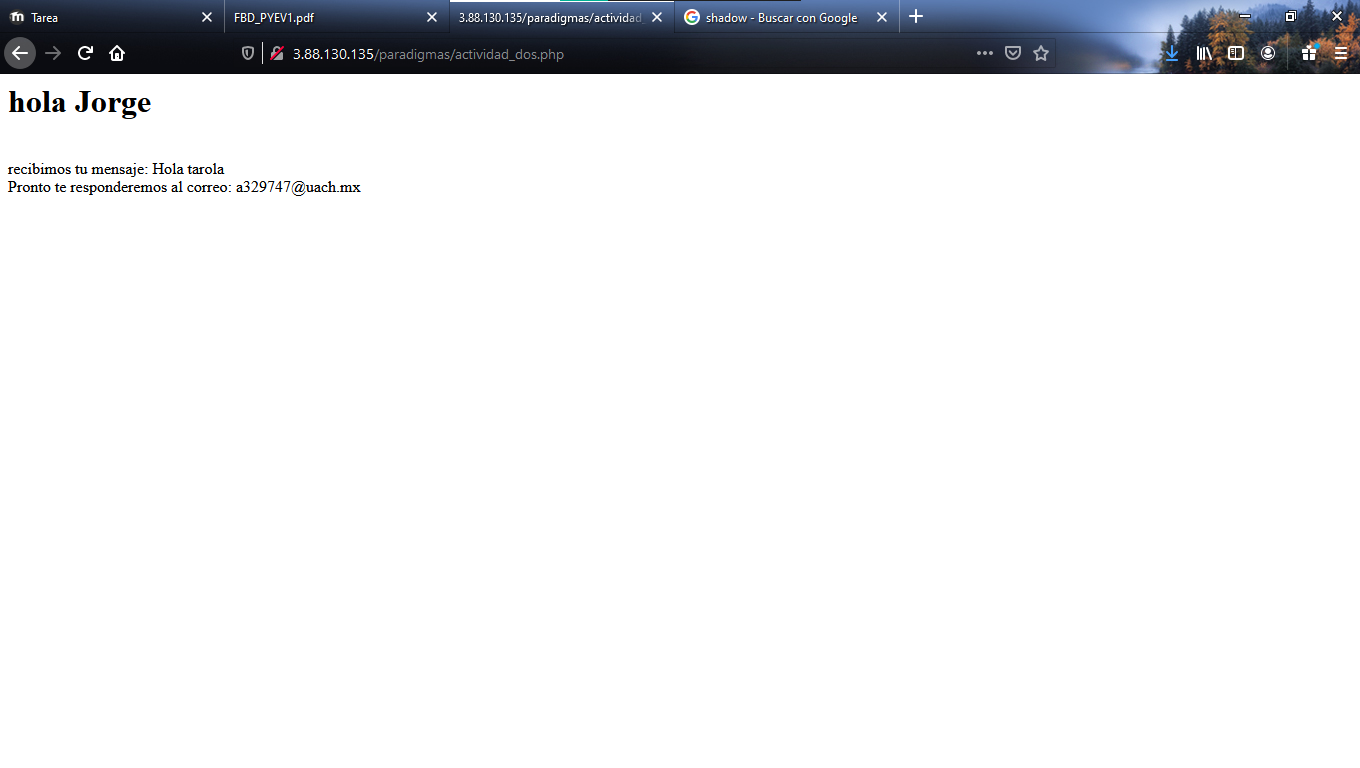 Tarea
FBD_PYEV1.pdf
3.88.130.135/paradigmas/actividad_
shadow - Buscar con Google
3.88.130.135/paradigmas/actividad_dos.php
hola Jorge
recibimos tu mensaje: Hola tarola
Pronto te responderemos al correo: a329747@uach.mx